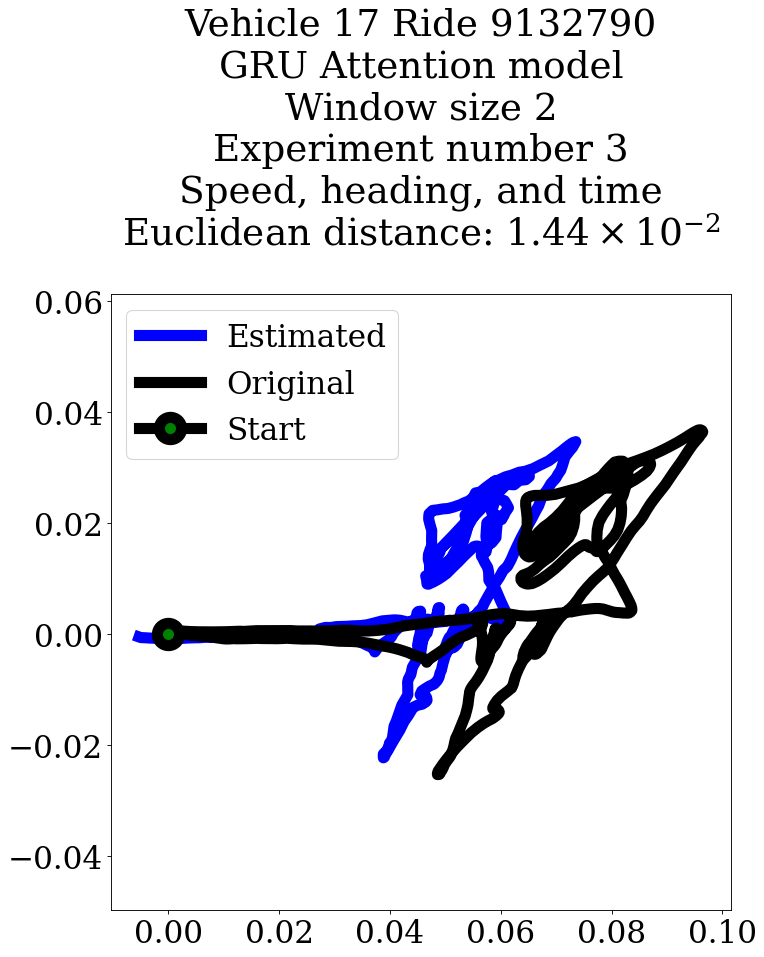 Vehicle 17 Ride 9132790
GRU Attention model
Window size 2
Experiment number 3
Speed, heading, and time
Euclidean distance: 1.44 × 10⁻²
Estimated
Original
Start
0.06
0.04
0.02
0.00
−0.02
−0.04
0.00 0.02 0.04 0.06 0.08 0.10